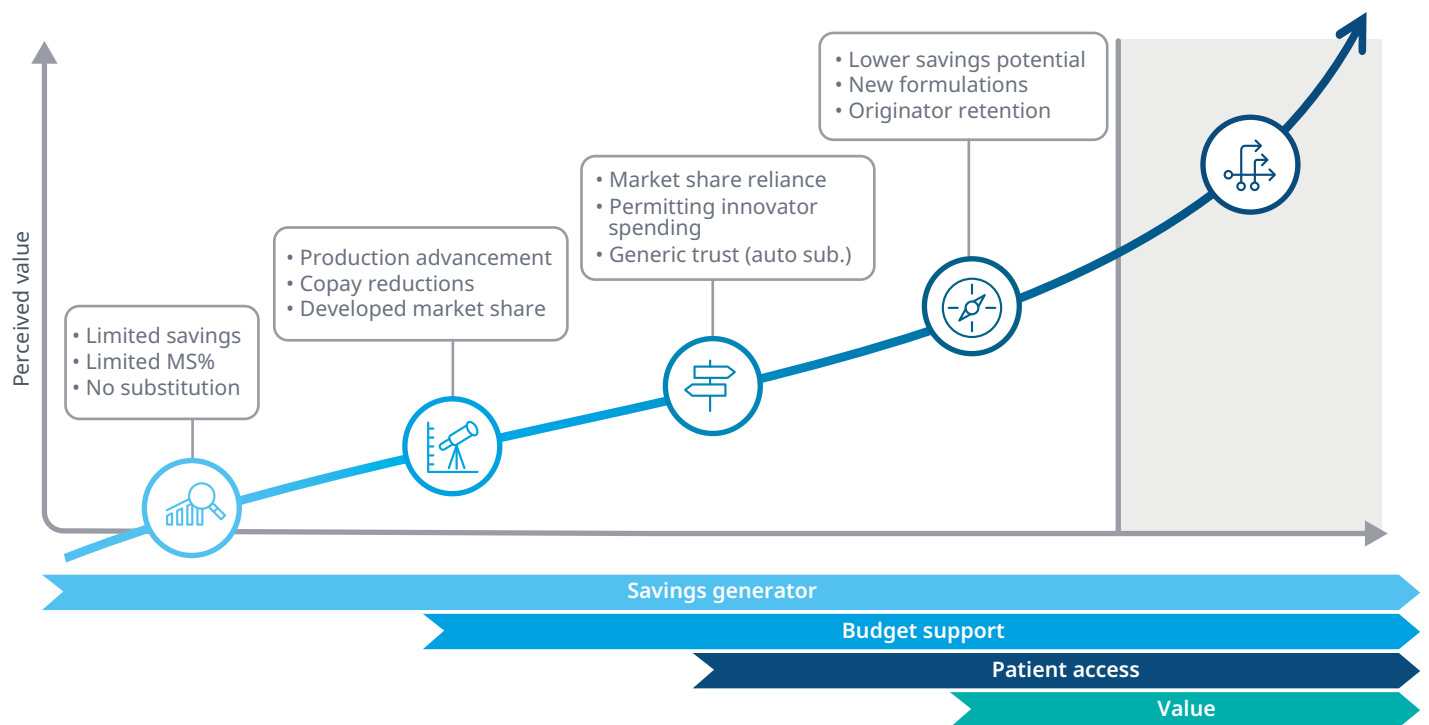 Perceived value
• Limited savings
• Limited MS%
• No substitution
• Production advancement
• Copay reductions
• Developed market share
• Market share reliance
• Permitting innovator
spending
• Generic trust (auto sub.)
• Lower savings potential
• New formulations
• Originator retention
Savings generator
Budget support
Patient access
Value